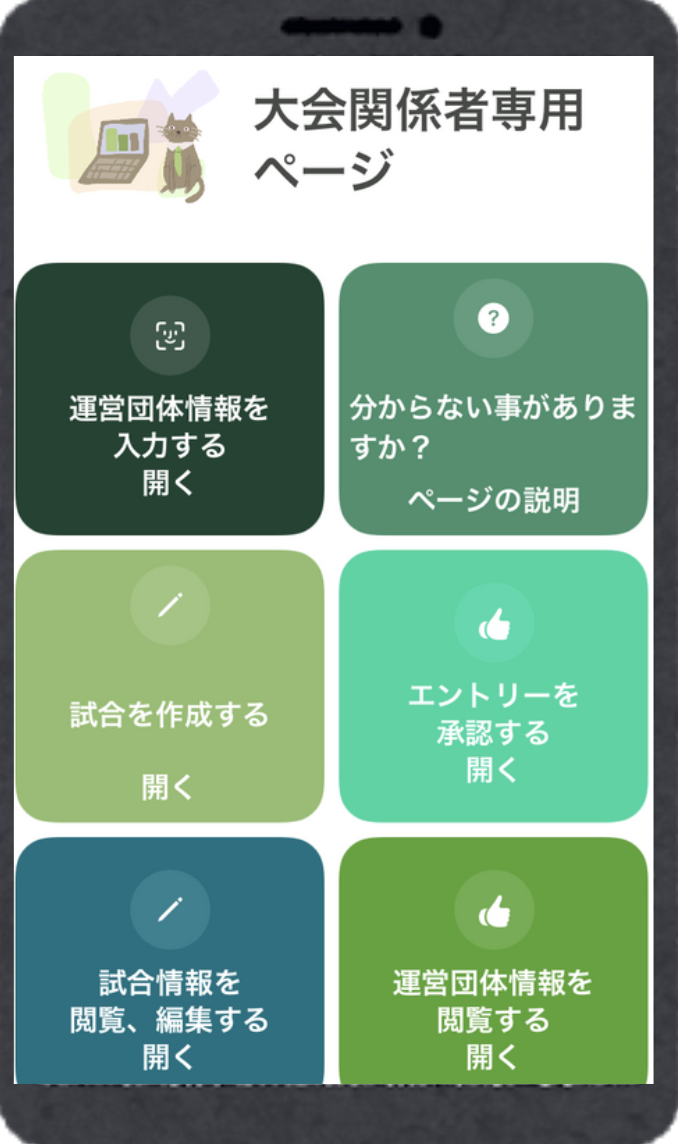 大会関係者専用
ページ
運営団体情報を
入力する
開く
?
分からない事がありま
すか？
ページの説明
試合を作成する
開く
エントリーを
承認する
開く
試合情報を
閲覧、編集する
開く
運営団体情報を
閲覧する
開く